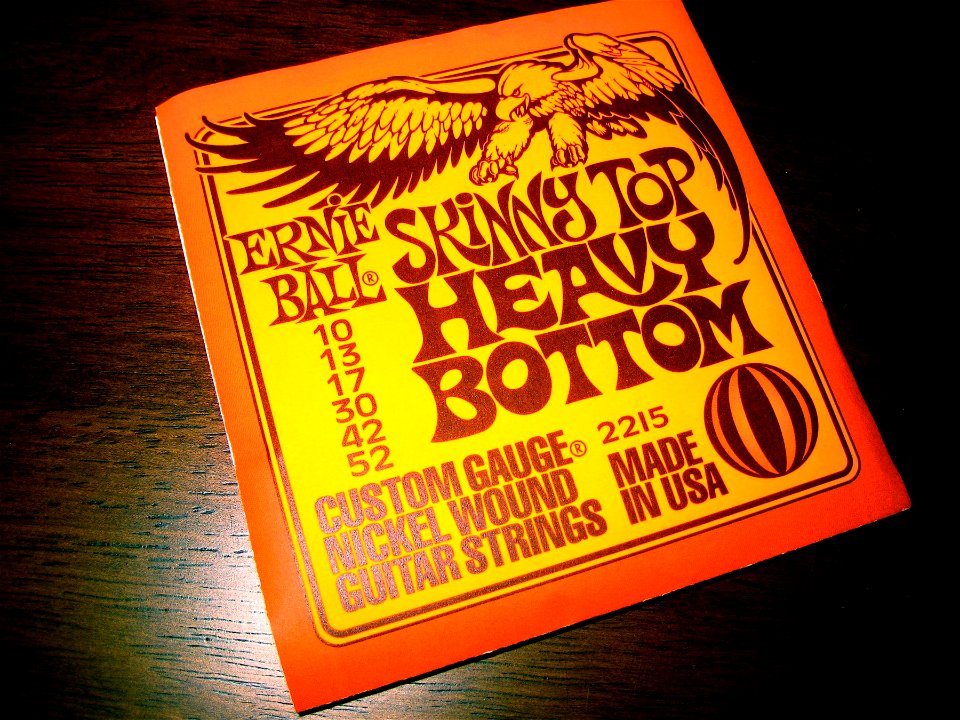 ERNIE
BALL®
10
13
17
30
42
52
SKINNY TOP
HEAVY
BOTTOM
CUSTOM GAUGE®
NICKEL WOUND
GUITAR STRINGS
2215
MADE
IN USA